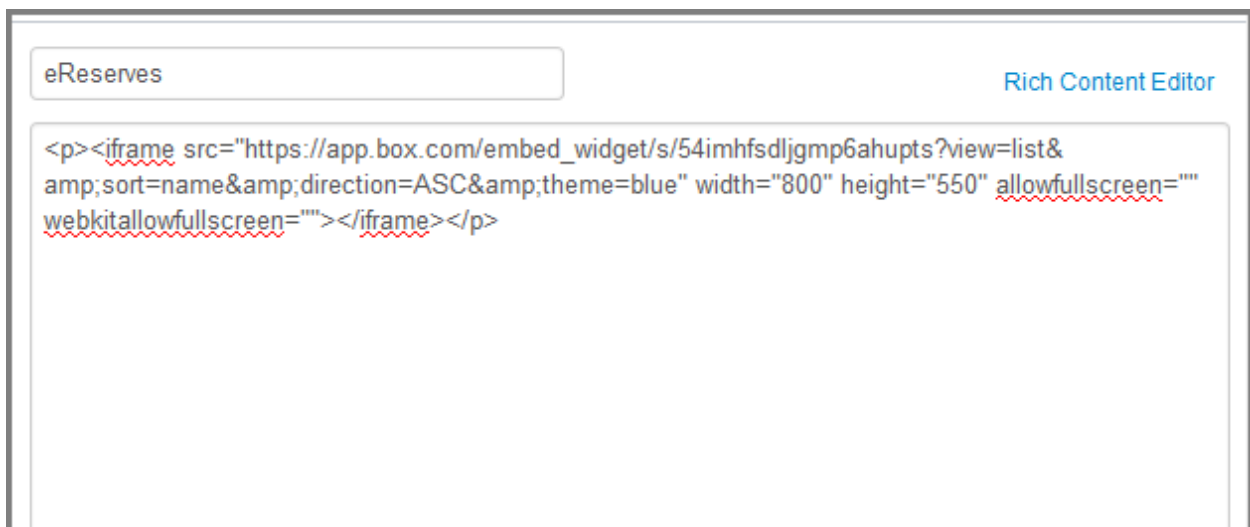 eReserves
Rich Content Editor
<p><iframe src="https://app.box.com/embed_widget/s/54imhfsdljgmp6ahupts?view=list&
amp;sort=name&amp;direction=ASC&amp;theme=blue" width="800" height="550" allowfullscreen=""
webkitallowfullscreen=""></iframe></p>